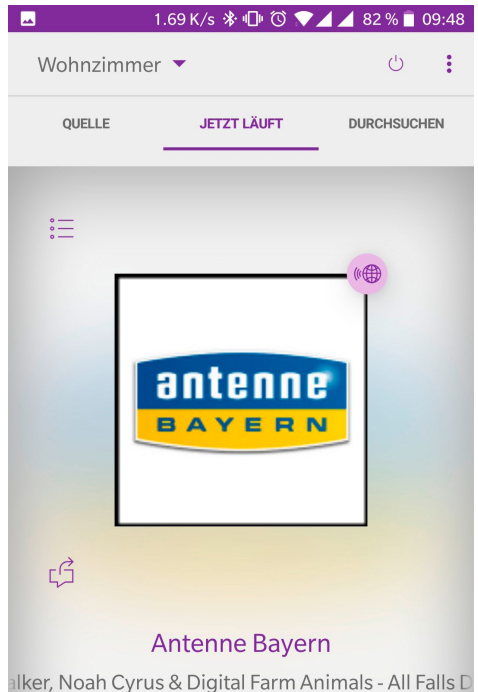 1.69 K/s 82 % 09:48
Wohnzimmer
QUELLE JETZT LÄUFT DURCHSUCHEN
antenne
BAYERN
Antenne Bayern
alker, Noah Cyrus & Digital Farm Animals - All Falls D